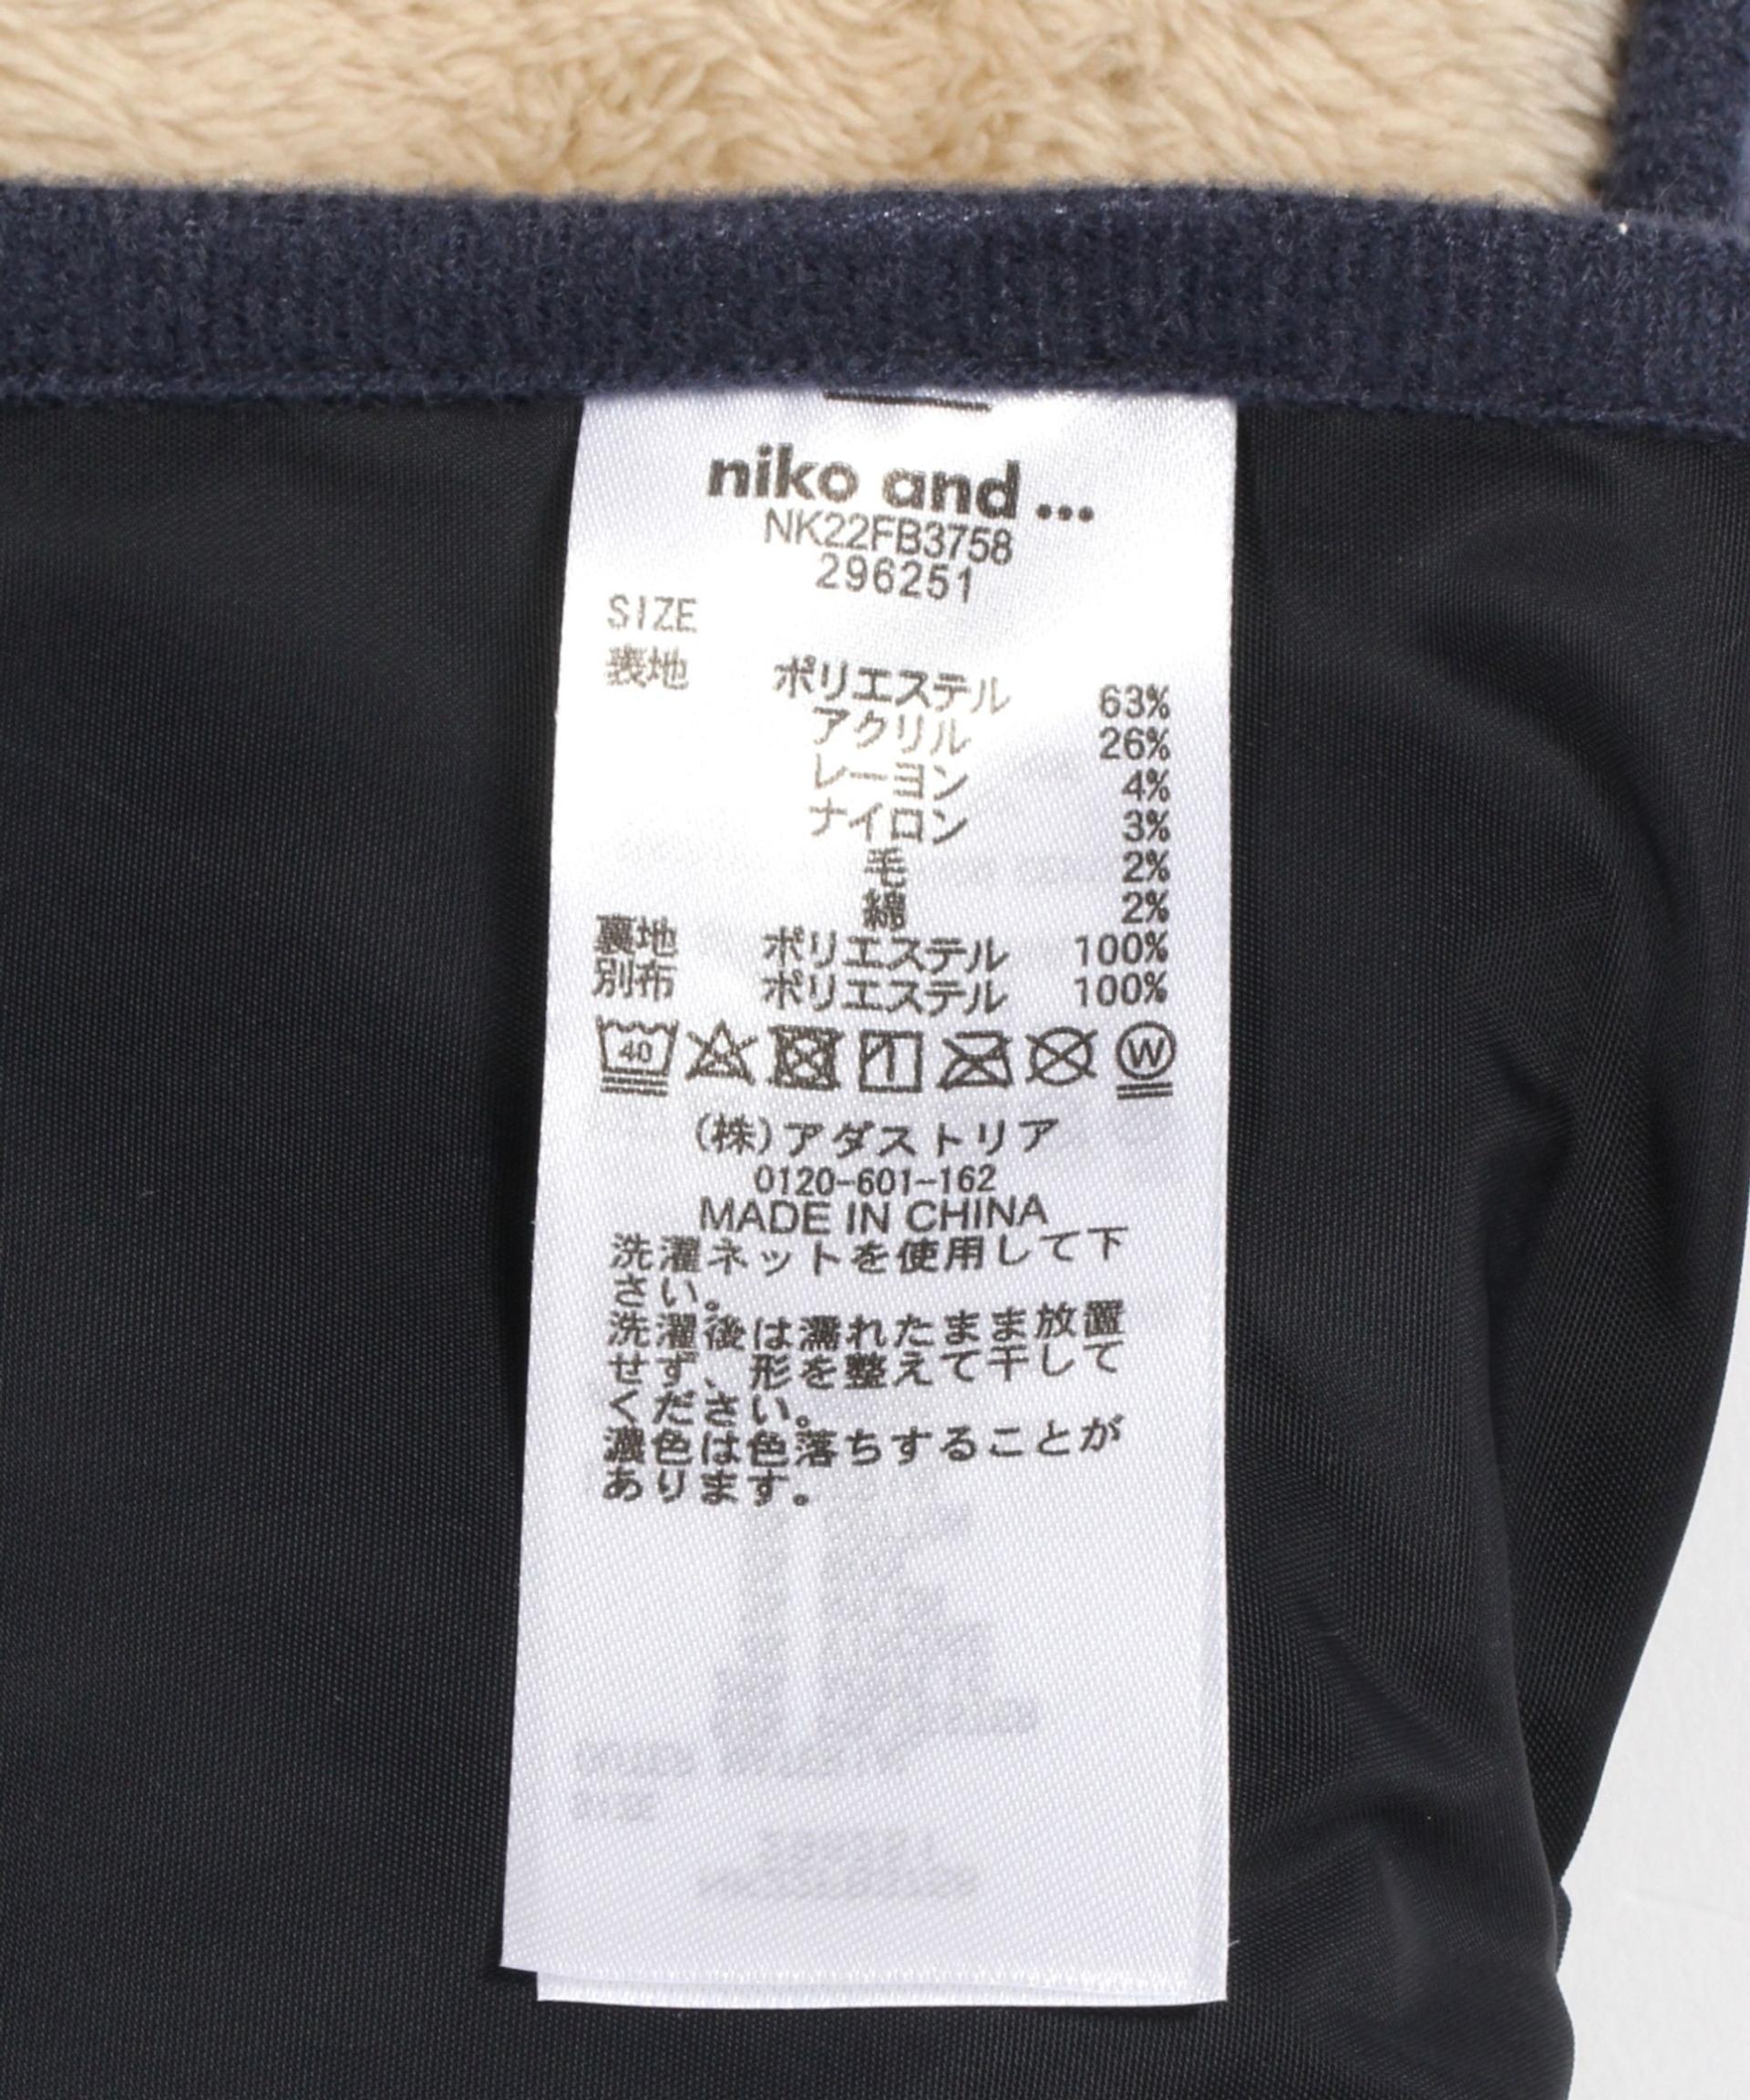 niko and ...
NK22FB3758
296251
SIZE
表地 ポリエステル 63%
アクリル 26%
レーヨン 4%
ナイロン 3%
毛 2%
綿 2%
裏地 ポリエステル 100%
別布 ポリエステル 100%
40 W
(株)アダストリア
0120-601-162
MADE IN CHINA
洗濯ネットを使用して下
さい。
洗濯後は濡れたまま放置
せず、形を整えて干して
ください。
濃色は色落ちすることが
あります。